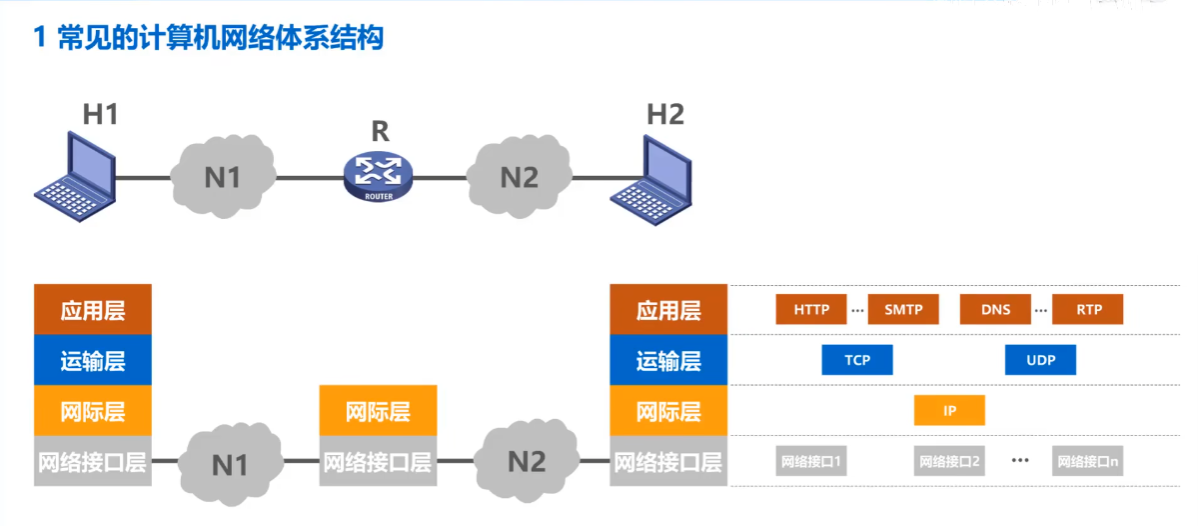 1 常见的计算机网络体系结构
H1
R
H2
N1
ROUTER
N2
应用层
运输层
网际层
网络接口层
N1
网际层
网络接口层
N2
应用层
运输层
网际层
网络接口层
HTTP ··· SMTP DNS ··· RTP
TCP UDP
IP
网络接口1 网络接口2 ··· 网络接口n